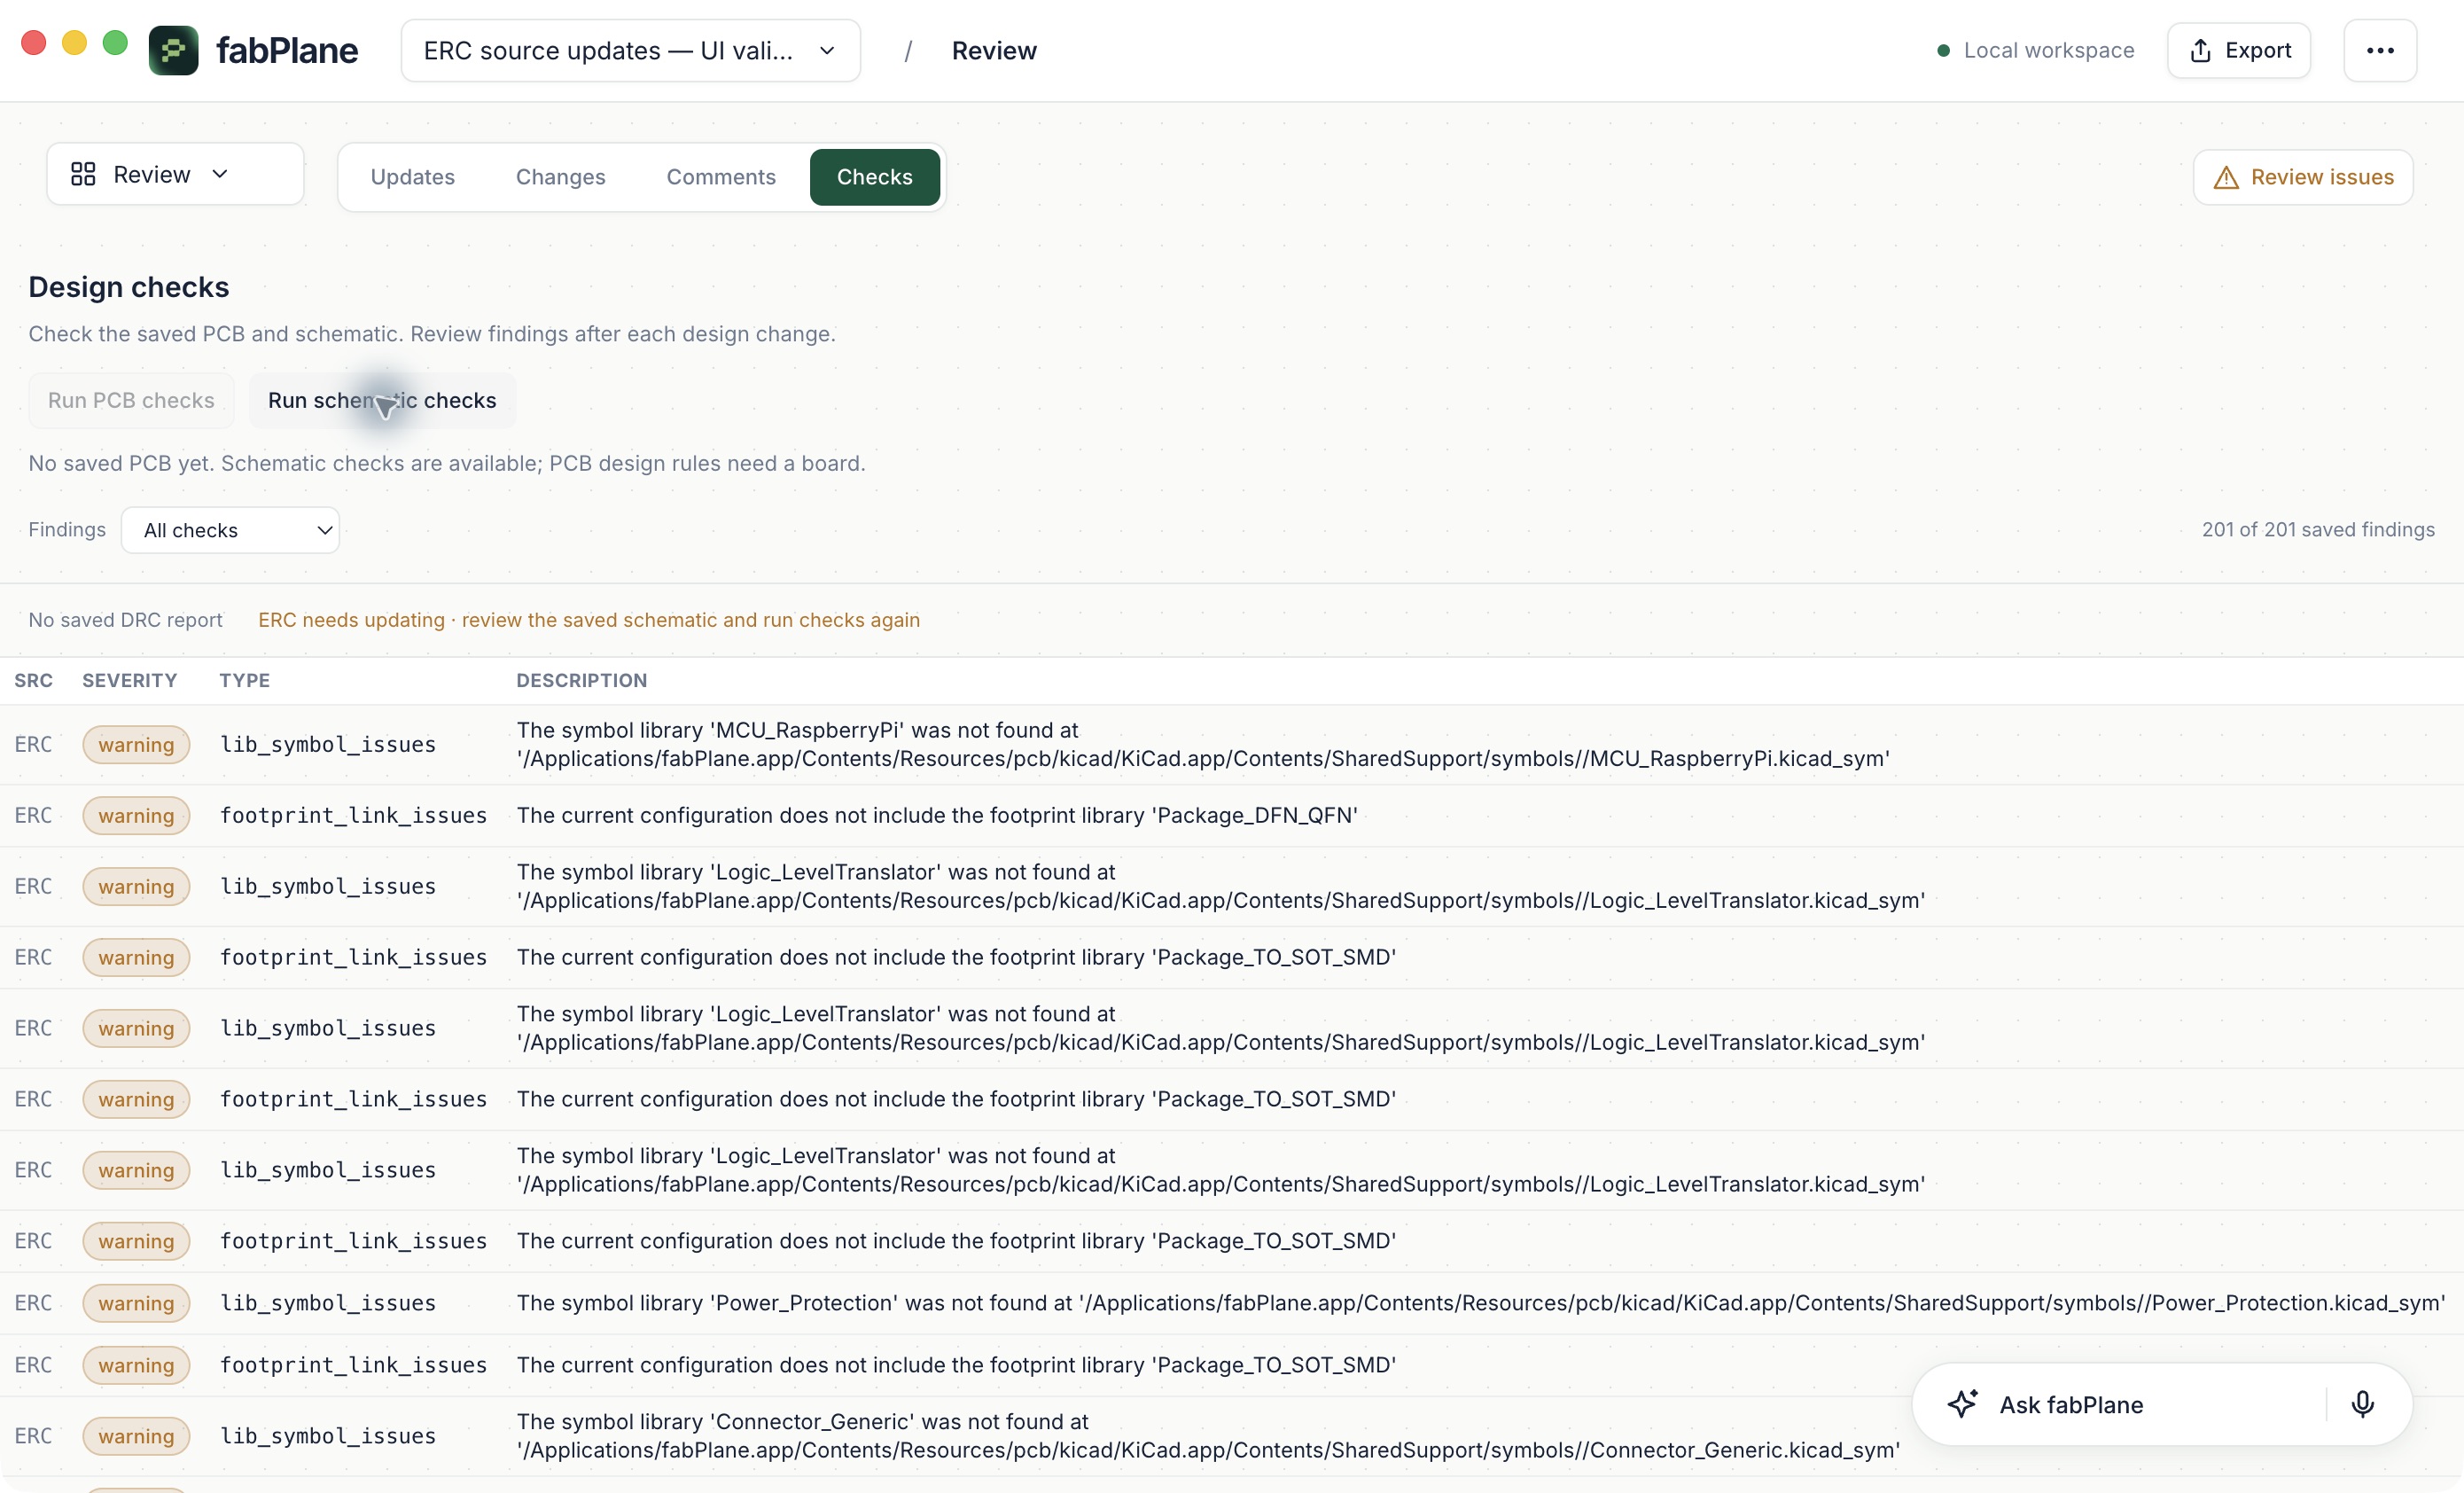 fabPlane
ERC source updates — UI vali...
/
Review
Local workspace
Export
Review
Updates
Changes
Comments
Checks
Review issues
Design checks
Check the saved PCB and schematic. Review findings after each design change.
Run PCB checks
Run schematic checks
No saved PCB yet. Schematic checks are available; PCB design rules need a board.
Findings
All checks
201 of 201 saved findings
No saved DRC report
ERC needs updating · review the saved schematic and run checks again
SRC SEVERITY TYPE DESCRIPTION
ERC warning lib_symbol_issues The symbol library 'MCU_RaspberryPi' was not found at
'/Applications/fabPlane.app/Contents/Resources/pcb/kicad/KiCad.app/Contents/SharedSupport/symbols//MCU_RaspberryPi.kicad_sym'
ERC warning footprint_link_issues The current configuration does not include the footprint library 'Package_DFN_QFN'
ERC warning lib_symbol_issues The symbol library 'Logic_LevelTranslator' was not found at
'/Applications/fabPlane.app/Contents/Resources/pcb/kicad/KiCad.app/Contents/SharedSupport/symbols//Logic_LevelTranslator.kicad_sym'
ERC warning footprint_link_issues The current configuration does not include the footprint library 'Package_TO_SOT_SMD'
ERC warning lib_symbol_issues The symbol library 'Logic_LevelTranslator' was not found at
'/Applications/fabPlane.app/Contents/Resources/pcb/kicad/KiCad.app/Contents/SharedSupport/symbols//Logic_LevelTranslator.kicad_sym'
ERC warning footprint_link_issues The current configuration does not include the footprint library 'Package_TO_SOT_SMD'
ERC warning lib_symbol_issues The symbol library 'Logic_LevelTranslator' was not found at
'/Applications/fabPlane.app/Contents/Resources/pcb/kicad/KiCad.app/Contents/SharedSupport/symbols//Logic_LevelTranslator.kicad_sym'
ERC warning footprint_link_issues The current configuration does not include the footprint library 'Package_TO_SOT_SMD'
ERC warning lib_symbol_issues The symbol library 'Power_Protection' was not found at '/Applications/fabPlane.app/Contents/Resources/pcb/kicad/KiCad.app/Contents/SharedSupport/symbols//Power_Protection.kicad_sym'
ERC warning footprint_link_issues The current configuration does not include the footprint library 'Package_TO_SOT_SMD'
ERC warning lib_symbol_issues The symbol library 'Connector_Generic' was not found at
'/Applications/fabPlane.app/Contents/Resources/pcb/kicad/KiCad.app/Contents/SharedSupport/symbols//Connector_Generic.kicad_sym'
Ask fabPlane